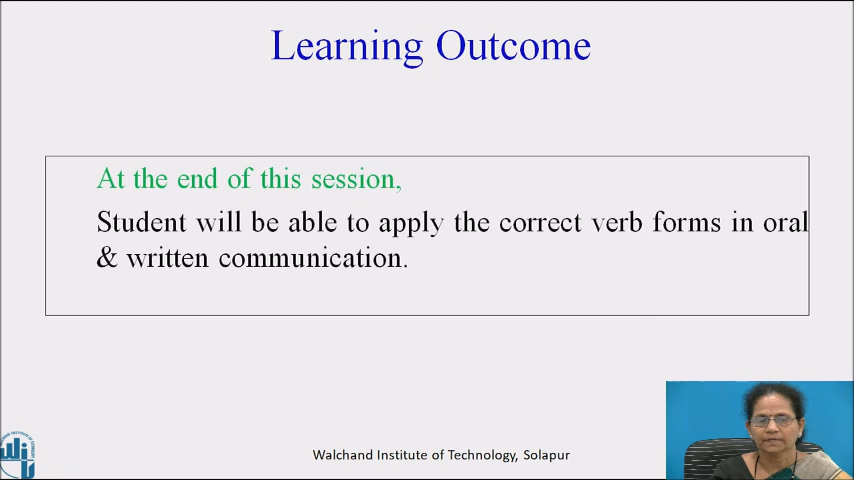 Learning Outcome
At the end of this session,
Student will be able to apply the correct verb forms in oral
& written communication.
Walchand Institute of Technology, Solapur